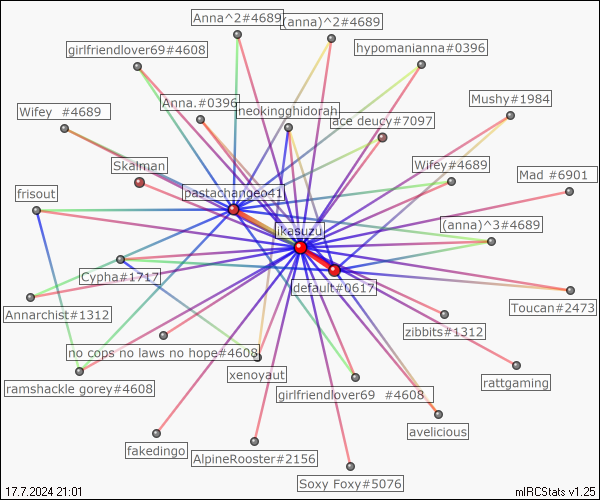 Anna^2#4689
(anna)^2#4689
girlfriendlover69#4608
hypomanianna#0396
Mushy#1984
Wifey  #4689
Anna.#0396
neokingghidorah
ace deucy#7097
Skalman
Wifey#4689
Mad #6901
frisout
pastachangeo41
(anna)^3#4689
ikasuzu
Cypha#1717
default#0617
Annarchist#1312
Toucan#2473
zibbits#1312
no cops no laws no hope#4608
xenoyaut
rattgaming
ramshackle gorey#4608
girlfriendlover69  #4608
avelicious
fakedingo
AlpineRooster#2156
Soxy Foxy#5076
17.7.2024 21:01
mIRCStats v1.25